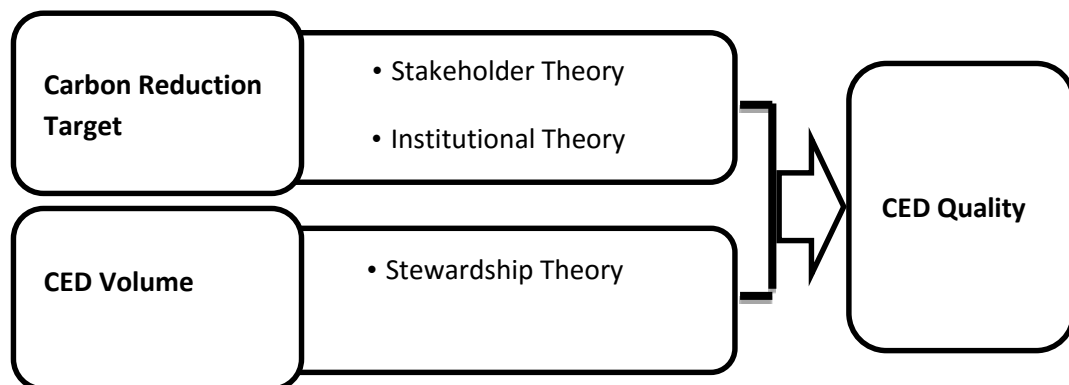 Carbon Reduction
Target
• Stakeholder Theory
• Institutional Theory
CED Volume
• Stewardship Theory
CED Quality